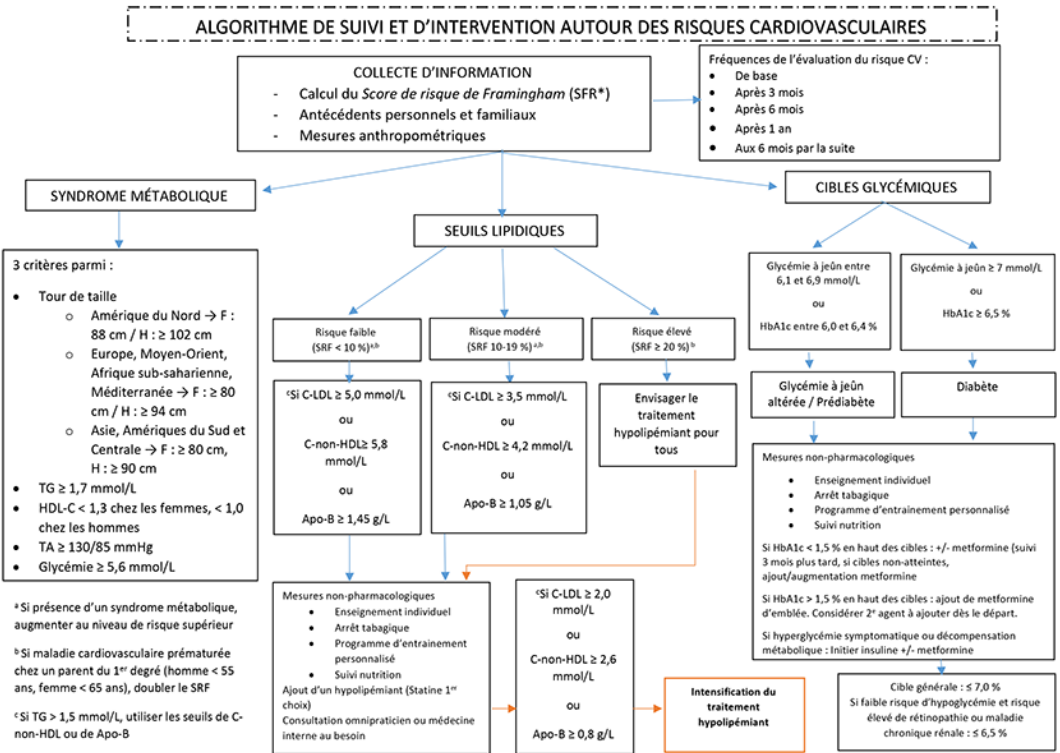 ALGORITHME DE SUIVI ET D'INTERVENTION AUTOUR DES RISQUES CARDIOVASCULAIRES
COLLECTE D'INFORMATION
- Calcul du Score de risque de Framingham (SFR*)
- Antécédents personnels et familiaux
- Mesures anthropométriques
Fréquences de l'évaluation du risque CV :
• De base
• Après 3 mois
• Après 6 mois
• Après 1 an
• Aux 6 mois par la suite
SYNDROME MÉTABOLIQUE
3 critères parmi :
• Tour de taille
o Amérique du Nord → F :
88 cm / H : ≥ 102 cm
o Europe, Moyen-Orient,
Afrique sub-saharienne,
Méditerranée → F : ≥ 80
cm / H : ≥ 94 cm
o Asie, Amériques du Sud et
Centrale → F : ≥ 80 cm,
H : ≥ 90 cm
• TG ≥ 1,7 mmol/L
• HDL-C < 1,3 chez les femmes, < 1,0
chez les hommes
• TA ≥ 130/85 mmHg
• Glycémie ≥ 5,6 mmol/L
a Si présence d'un syndrome métabolique,
augmenter au niveau de risque supérieur
b Si maladie cardiovasculaire prématurée
chez un parent du 1er degré (homme < 55
ans, femme < 65 ans), doubler le SRF
c Si TG > 1,5 mmol/L, utiliser les seuils de C-
non-HDL ou de Apo-B
SEUILS LIPIDIQUES
Risque faible
(SRF < 10 %)a,b
cSi C-LDL ≥ 5,0 mmol/L
ou
C-non-HDL≥ 5,8
mmol/L
ou
Apo-B ≥ 1,45 g/L
Risque modéré
(SRF 10-19 %) a,b
cSi C-LDL ≥ 3,5 mmol/L
ou
C-non-HDL ≥ 4,2 mmol/L
ou
Apo-B ≥ 1,05 g/L
Risque élevé
(SRF ≥ 20 %) b
Envisager le
traitement
hypolipémiant pour
tous
Mesures non-pharmacologiques
• Enseignement individuel
• Arrêt tabagique
• Programme d'entrainement
personnalisé
• Suivi nutrition
Ajout d'un hypolipémiant (Statine 1er
choix)
Consultation omnipraticien ou médecine
interne au besoin
cSi C-LDL ≥ 2,0
mmol/L
ou
C-non-HDL ≥ 2,6
mmol/L
ou
Apo-B ≥ 0,8 g/L
Intensification du
traitement
hypolipémiant
CIBLES GLYCÉMIQUES
Glycémie à jeûn entre
6,1 et 6,9 mmol/L
ou
HbA1c entre 6,0 et 6,4 %
Glycémie à jeûn
altérée / Prédiabète
Glycémie à jeûn ≥ 7 mmol/L
ou
HbA1c ≥ 6,5 %
Diabète
Mesures non-pharmacologiques
• Enseignement individuel
• Arrêt tabagique
• Programme d'entrainement personnalisé
• Suivi nutrition
Si HbA1c < 1,5 % en haut des cibles : +/- metformine (suivi
3 mois plus tard, si cibles non-atteintes,
ajout/augmentation metformine
Si HbA1c > 1,5 % en haut des cibles : ajout de metformine
d'emblée. Considérer 2e agent à ajouter dès le départ.
Si hyperglycémie symptomatique ou décompensation
métabolique : Initier insuline +/- metformine
Cible générale : ≤ 7,0 %
Si faible risque d'hypoglycémie et risque
élevé de rétinopathie ou maladie
chronique rénale : ≤ 6,5 %